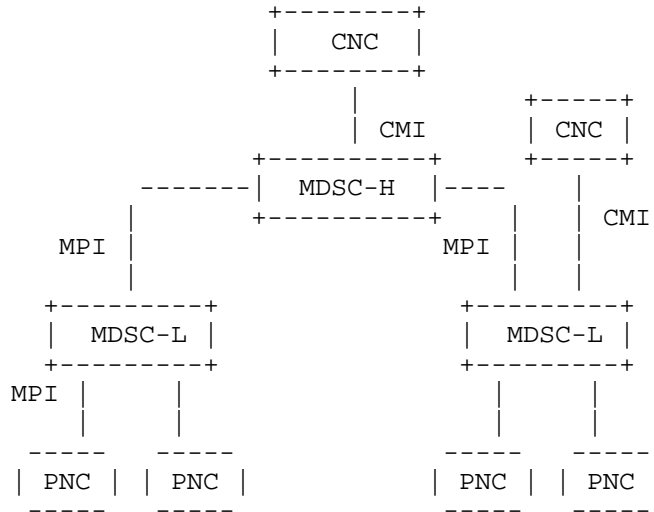 CNC
CMI CNC
MDSC-H
CMI
MPI MPI
MDSC-L MDSC-L
MPI
PNC PNC PNC PNC